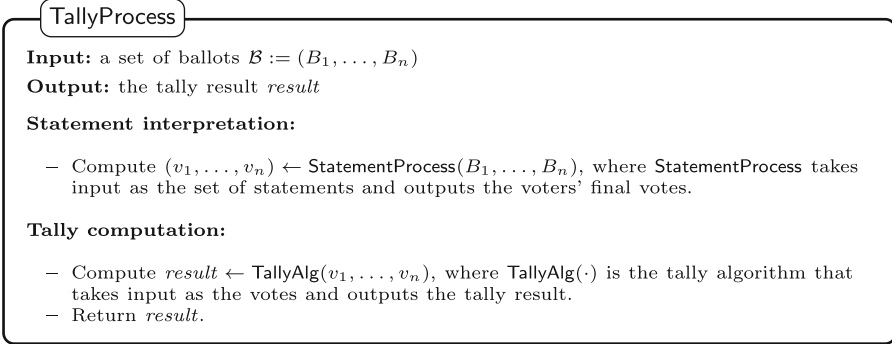 TallyProcess
Input: a set of ballots ℬ := (B₁, . . . , Bₙ)
Output: the tally result result
Statement interpretation:
– Compute (v₁, . . . , vₙ) ← StatementProcess(B₁, . . . , Bₙ), where StatementProcess takes
input as the set of statements and outputs the voters' final votes.
Tally computation:
– Compute result ← TallyAlg(v₁, . . . , vₙ), where TallyAlg(·) is the tally algorithm that
takes input as the votes and outputs the tally result.
– Return result.